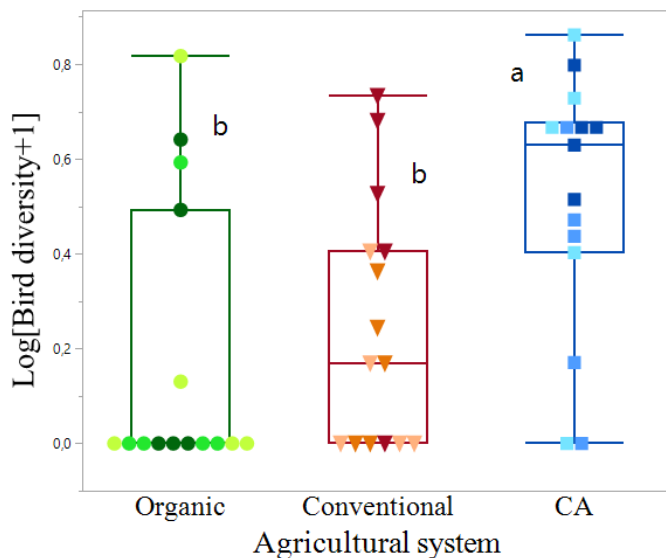 Log[Bird diversity+1]
0,8
0,6
0,4
0,2
0,0
b
b
a
Organic Conventional CA
Agricultural system